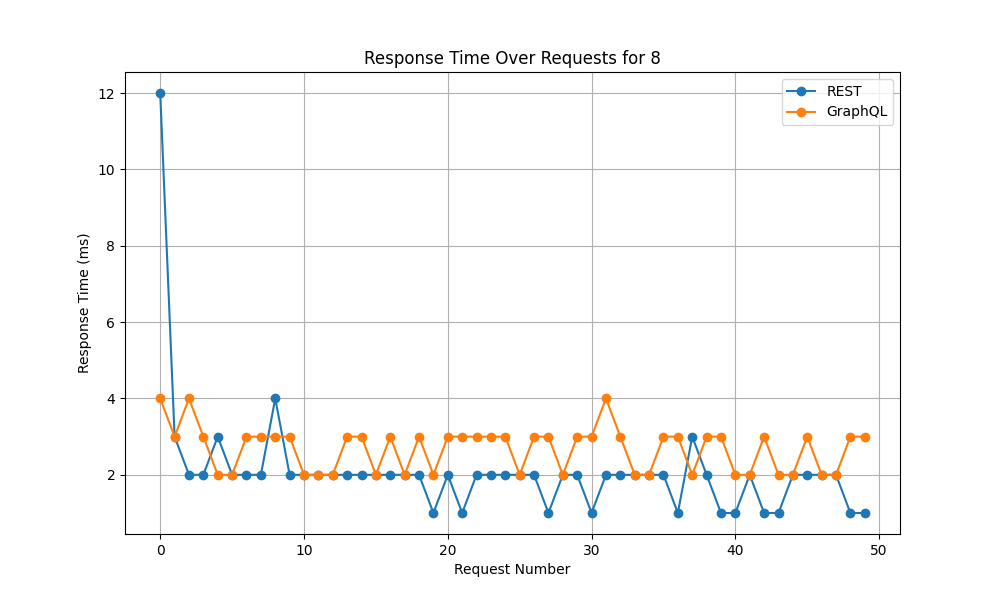 Response Time Over Requests for 8
REST
GraphQL
Response Time (ms)
12
10
8
6
4
2
0 10 20 30 40 50
Request Number